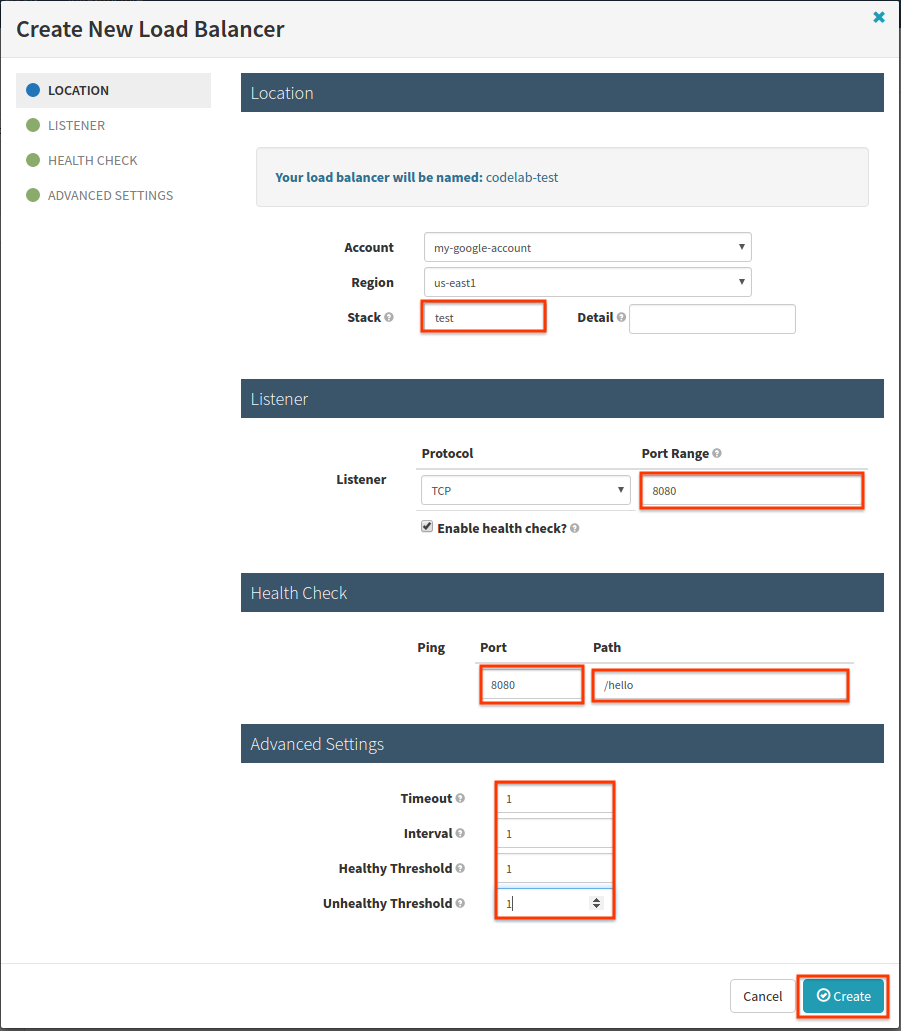 Create New Load Balancer
LOCATION
LISTENER
HEALTH CHECK
ADVANCED SETTINGS
Location
Your load balancer will be named: codelab-test
Account my-google-account
Region us-east1
Stack test Detail
Listener
Protocol Port Range
Listener TCP 8080
Enable health check?
Health Check
Ping Port Path
8080 /hello
Advanced Settings
Timeout 1
Interval 1
Healthy Threshold 1
Unhealthy Threshold 1
Cancel Create